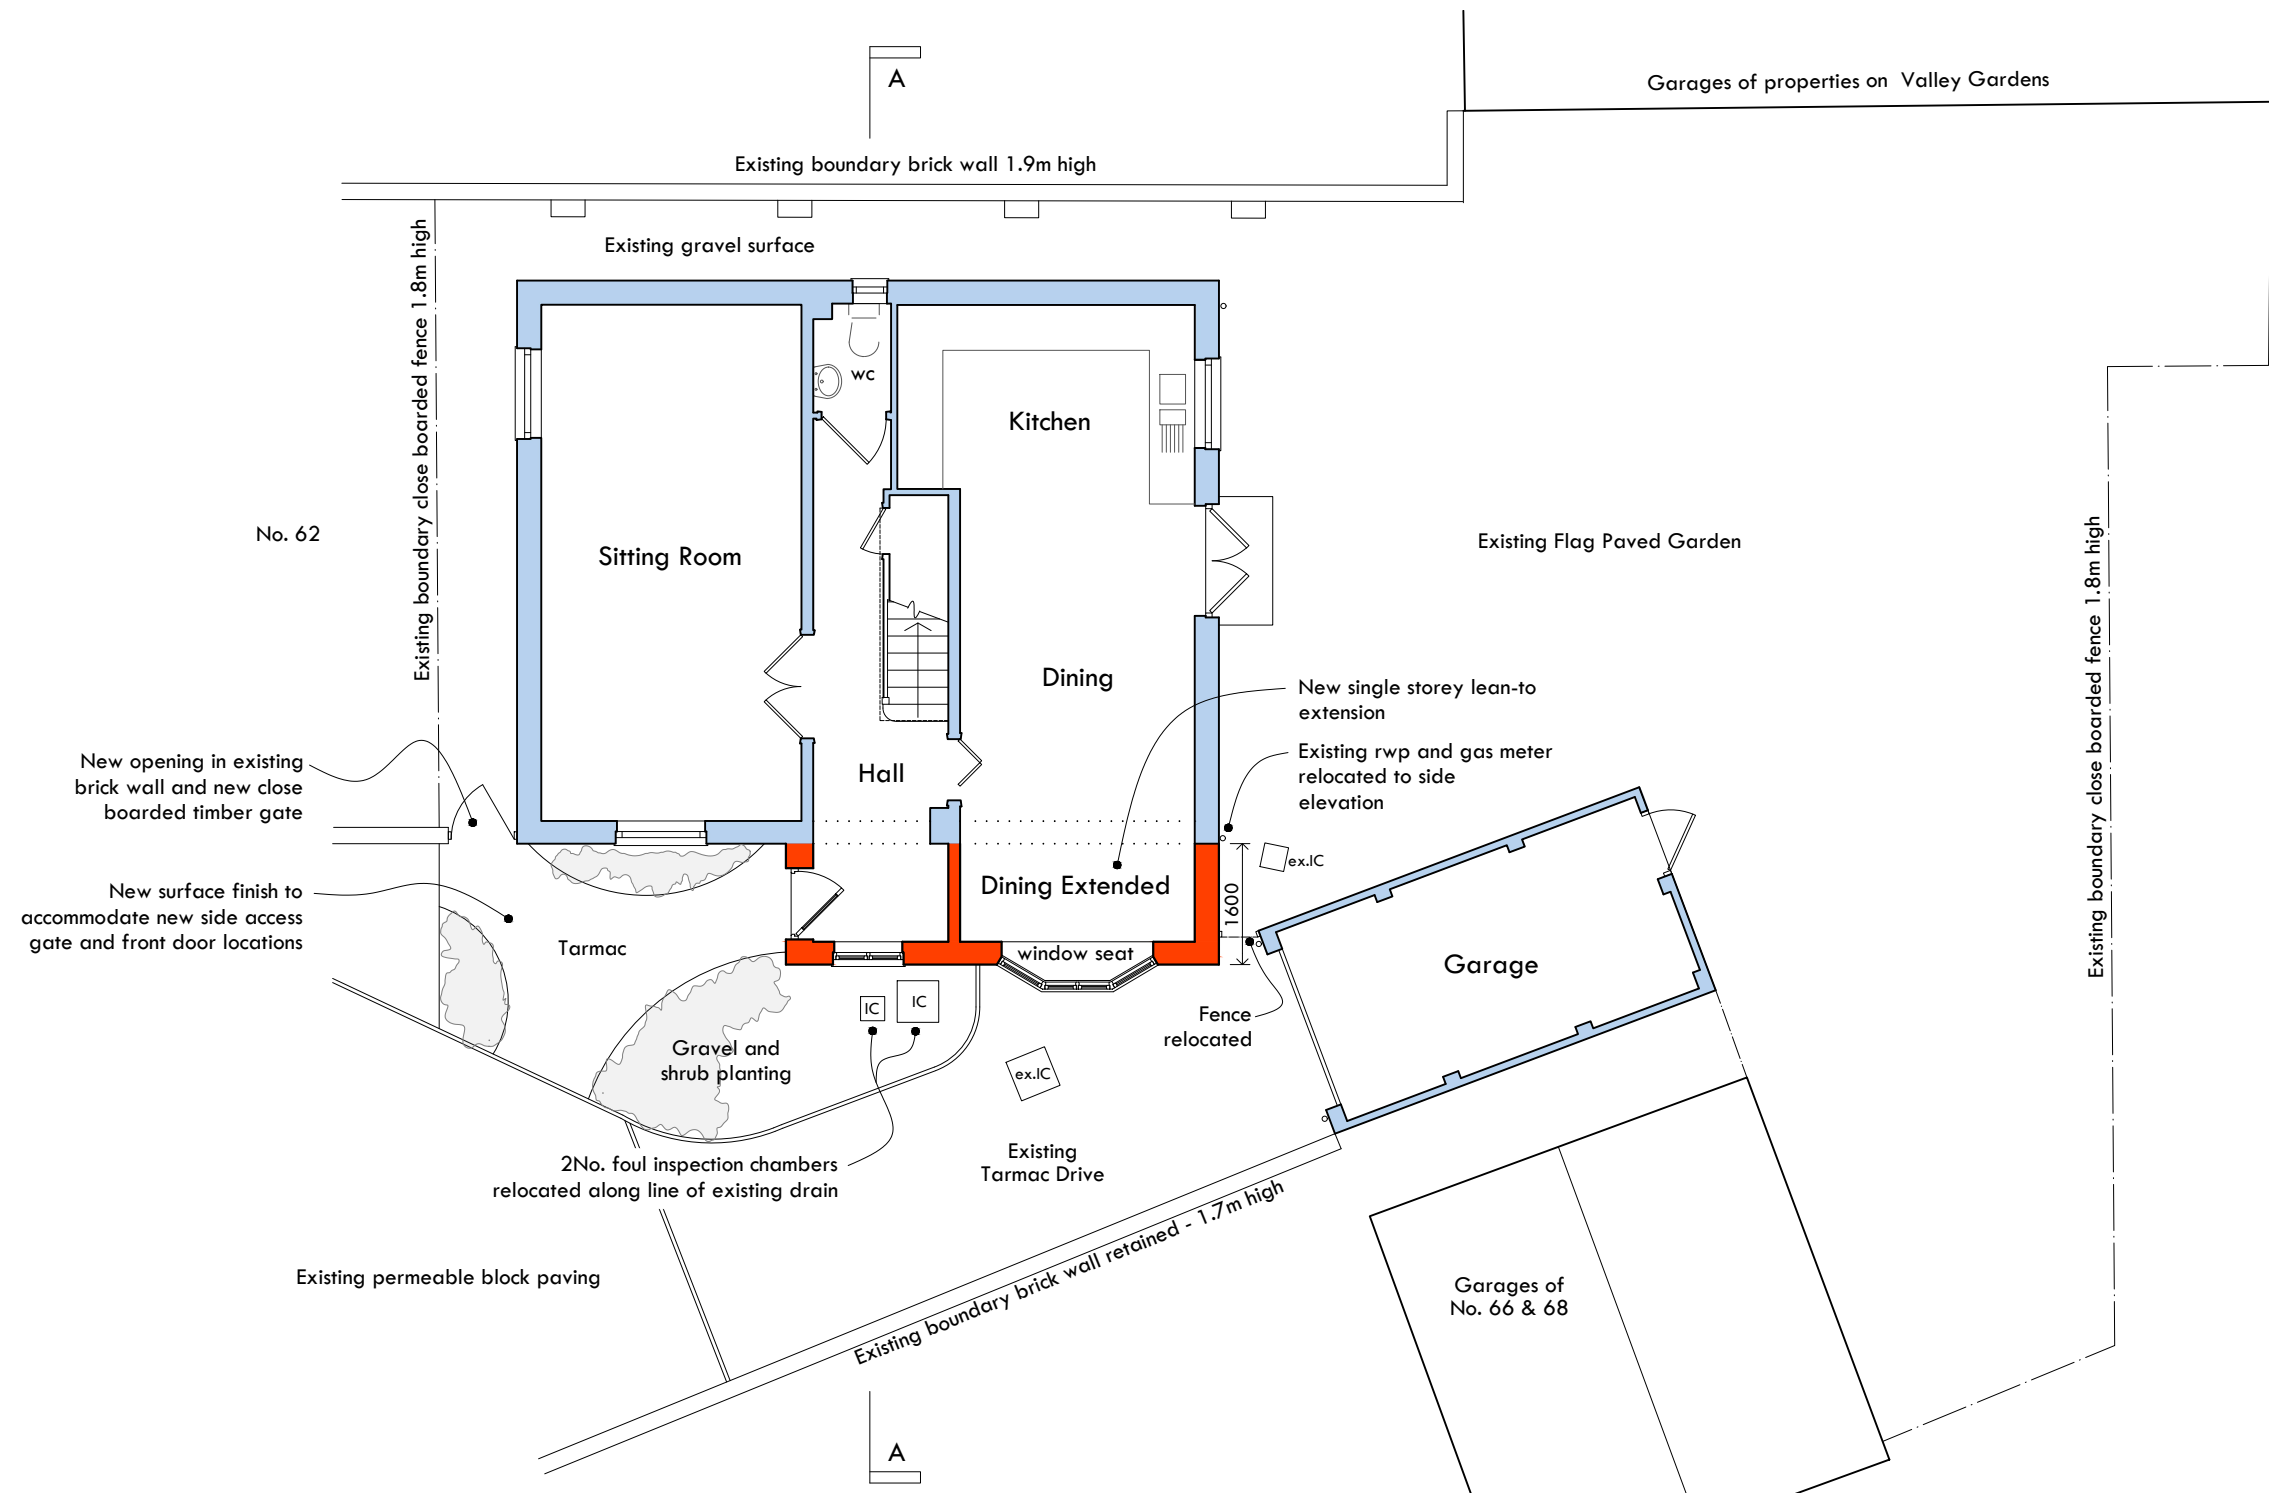 A
Garages of properties on Valley Gardens
Existing boundary brick wall 1.9m high
Existing gravel surface
Existing boundary close boarded fence 1.8m high
wc
Kitchen
No. 62
Sitting Room
Existing Flag Paved Garden
Existing boundary close boarded fence 1.8m high
Dining
New single storey lean-to
extension
Existing rwp and gas meter
relocated to side
elevation
New opening in existing
brick wall and new close
boarded timber gate
Hall
ex.IC
New surface finish to
accommodate new side access
gate and front door locations
Dining Extended
1600
Tarmac
window seat
Garage
IC
IC
Fence
relocated
Gravel and
shrub planting
ex.IC
2No. foul inspection chambers
relocated along line of existing drain
Existing
Tarmac Drive
Existing boundary brick wall retained - 1.7m high
Existing permeable block paving
Garages of
No. 66 & 68
A